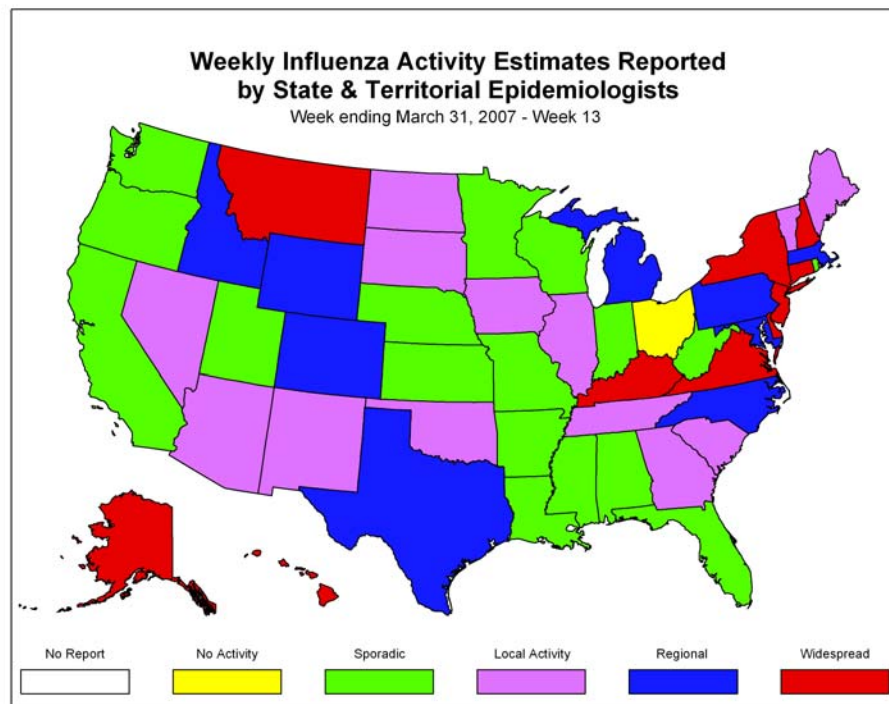 Weekly Influenza Activity Estimates Reported
by State & Territorial Epidemiologists
Week ending March 31, 2007 - Week 13
No Report
No Activity
Sporadic
Local Activity
Regional
Widespread